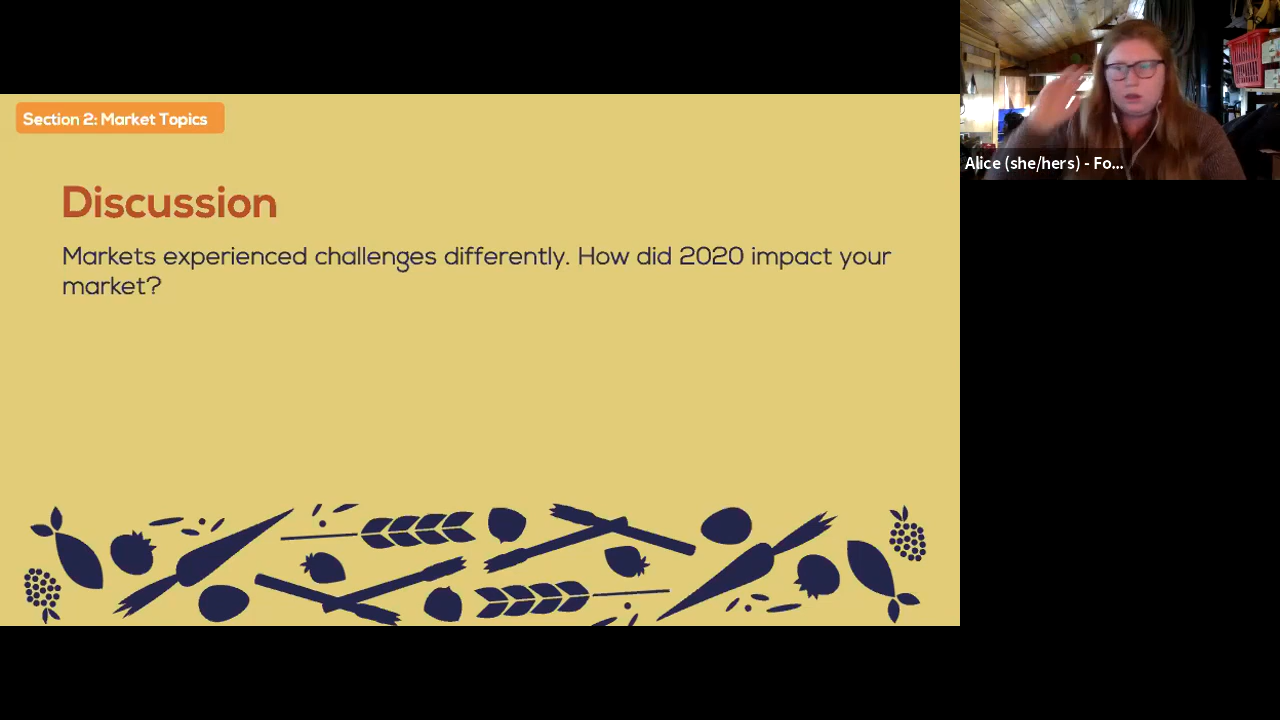 Section 2: Market Topics
Discussion
Markets experienced challenges differently. How did 2020 impact your
market?
Alice (she/hers) - Fo...